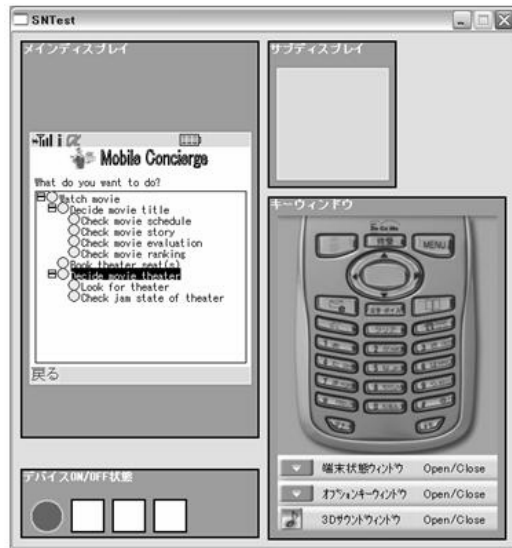 SNTest
メインディスプレイ
Mobile Concierge
What do you want to do?
Watch movie
Decide movie title
Check movie schedule
Check movie story
Check movie evaluation
Check movie ranking
Book theater seat(s)
Decide movie theater
Look for theater
Check jam state of theater
戻る
デバイスON/OFF状態
サブディスプレイ
キーウィンドウ
MENU
端末状態ウィンドウ Open/Close
オプションキーウィンドウ Open/Close
3Dサウンドウィンドウ Open/Close